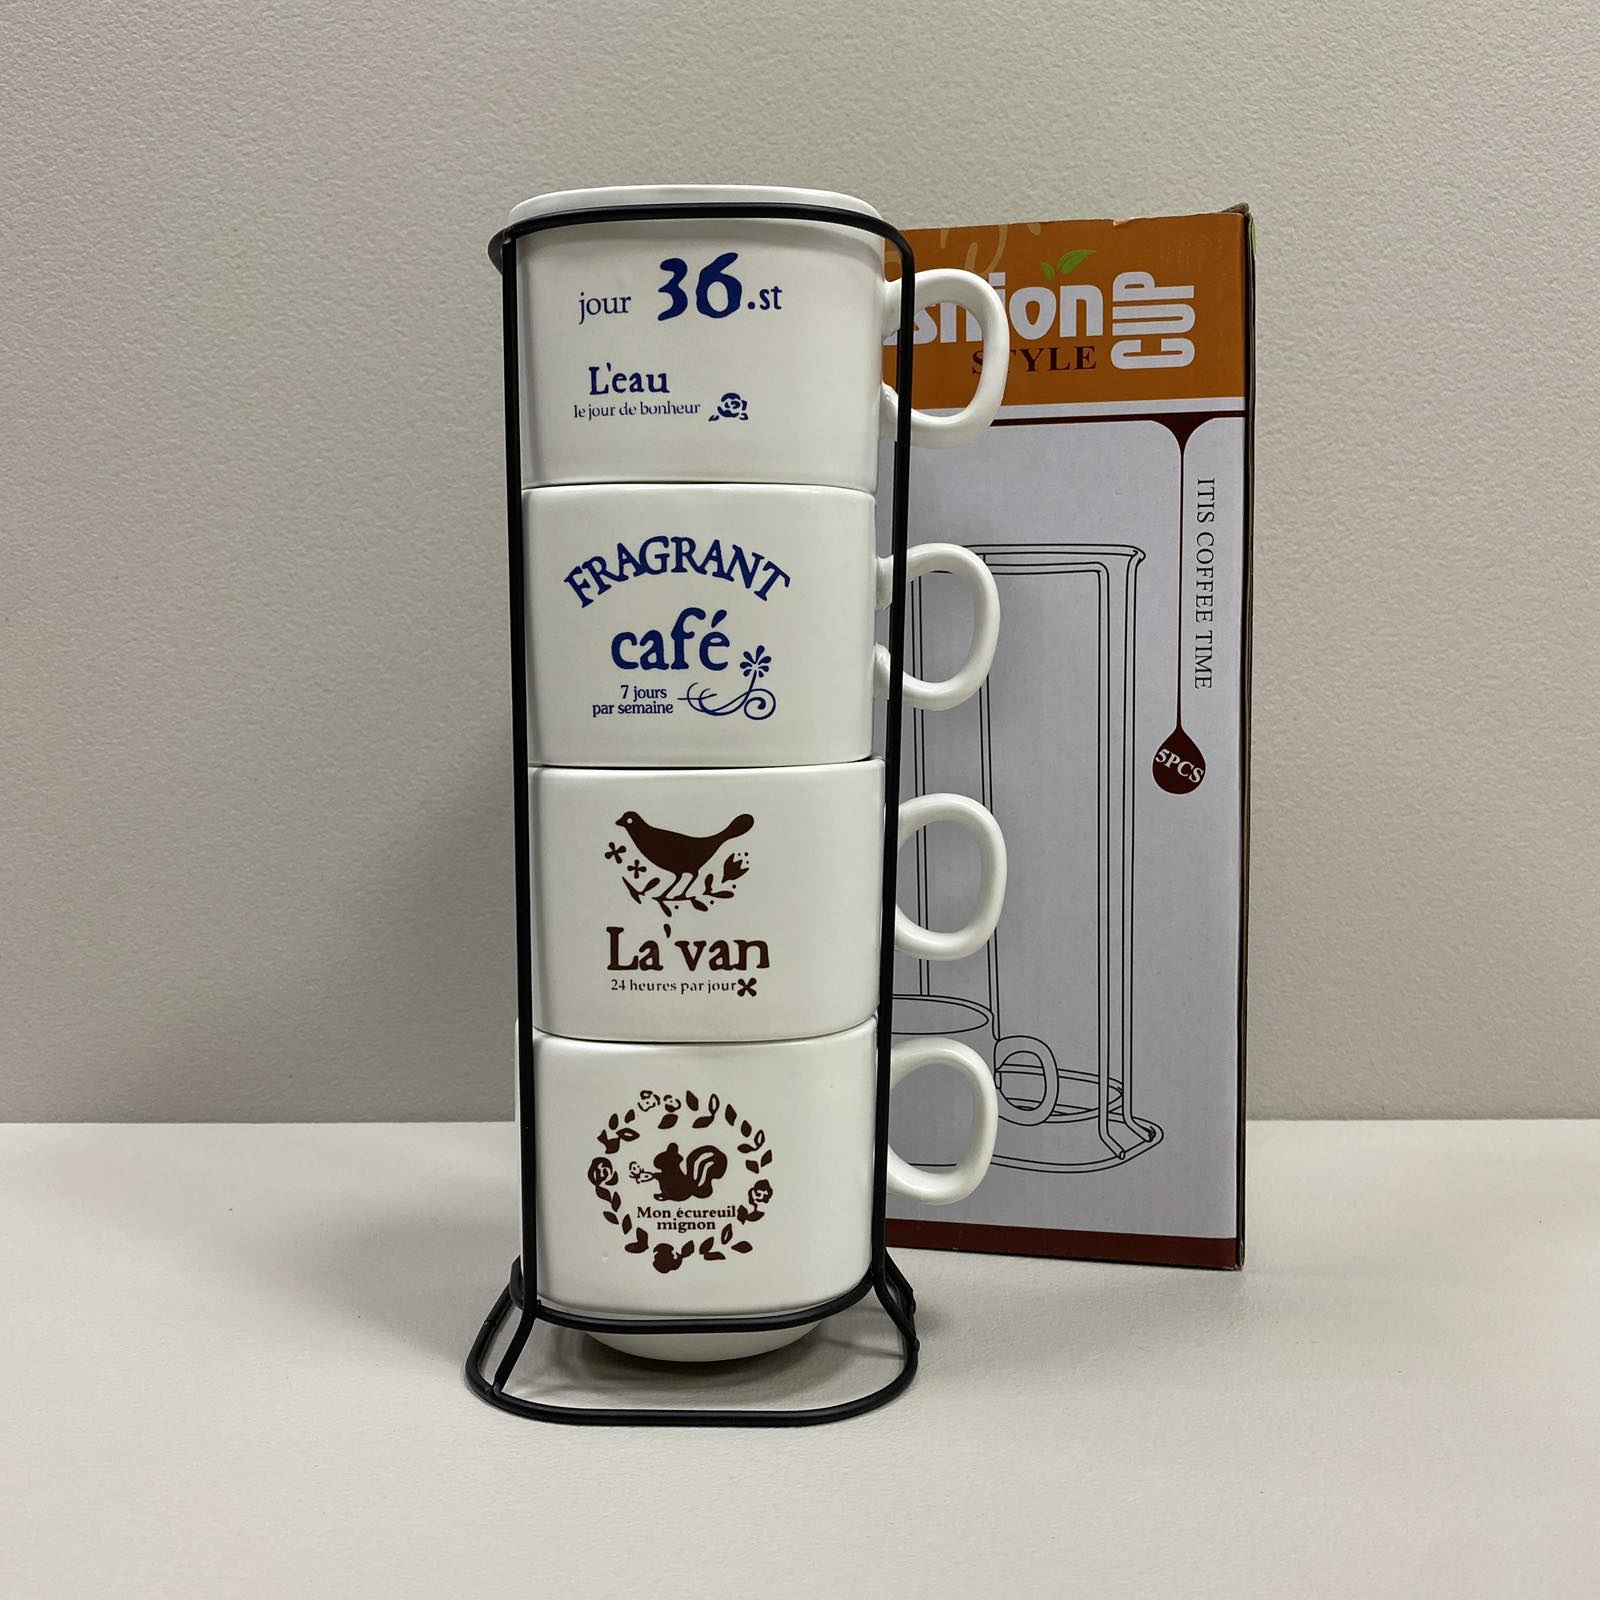 jour 36.st
L'eau
le jour de bonheur
FRAGRANT
café
7 jours
par semaine
La'van
24 heures par jour
Mon écureuil
mignon
STYLE
CUP
ITIS COFFEE TIME
5PCS